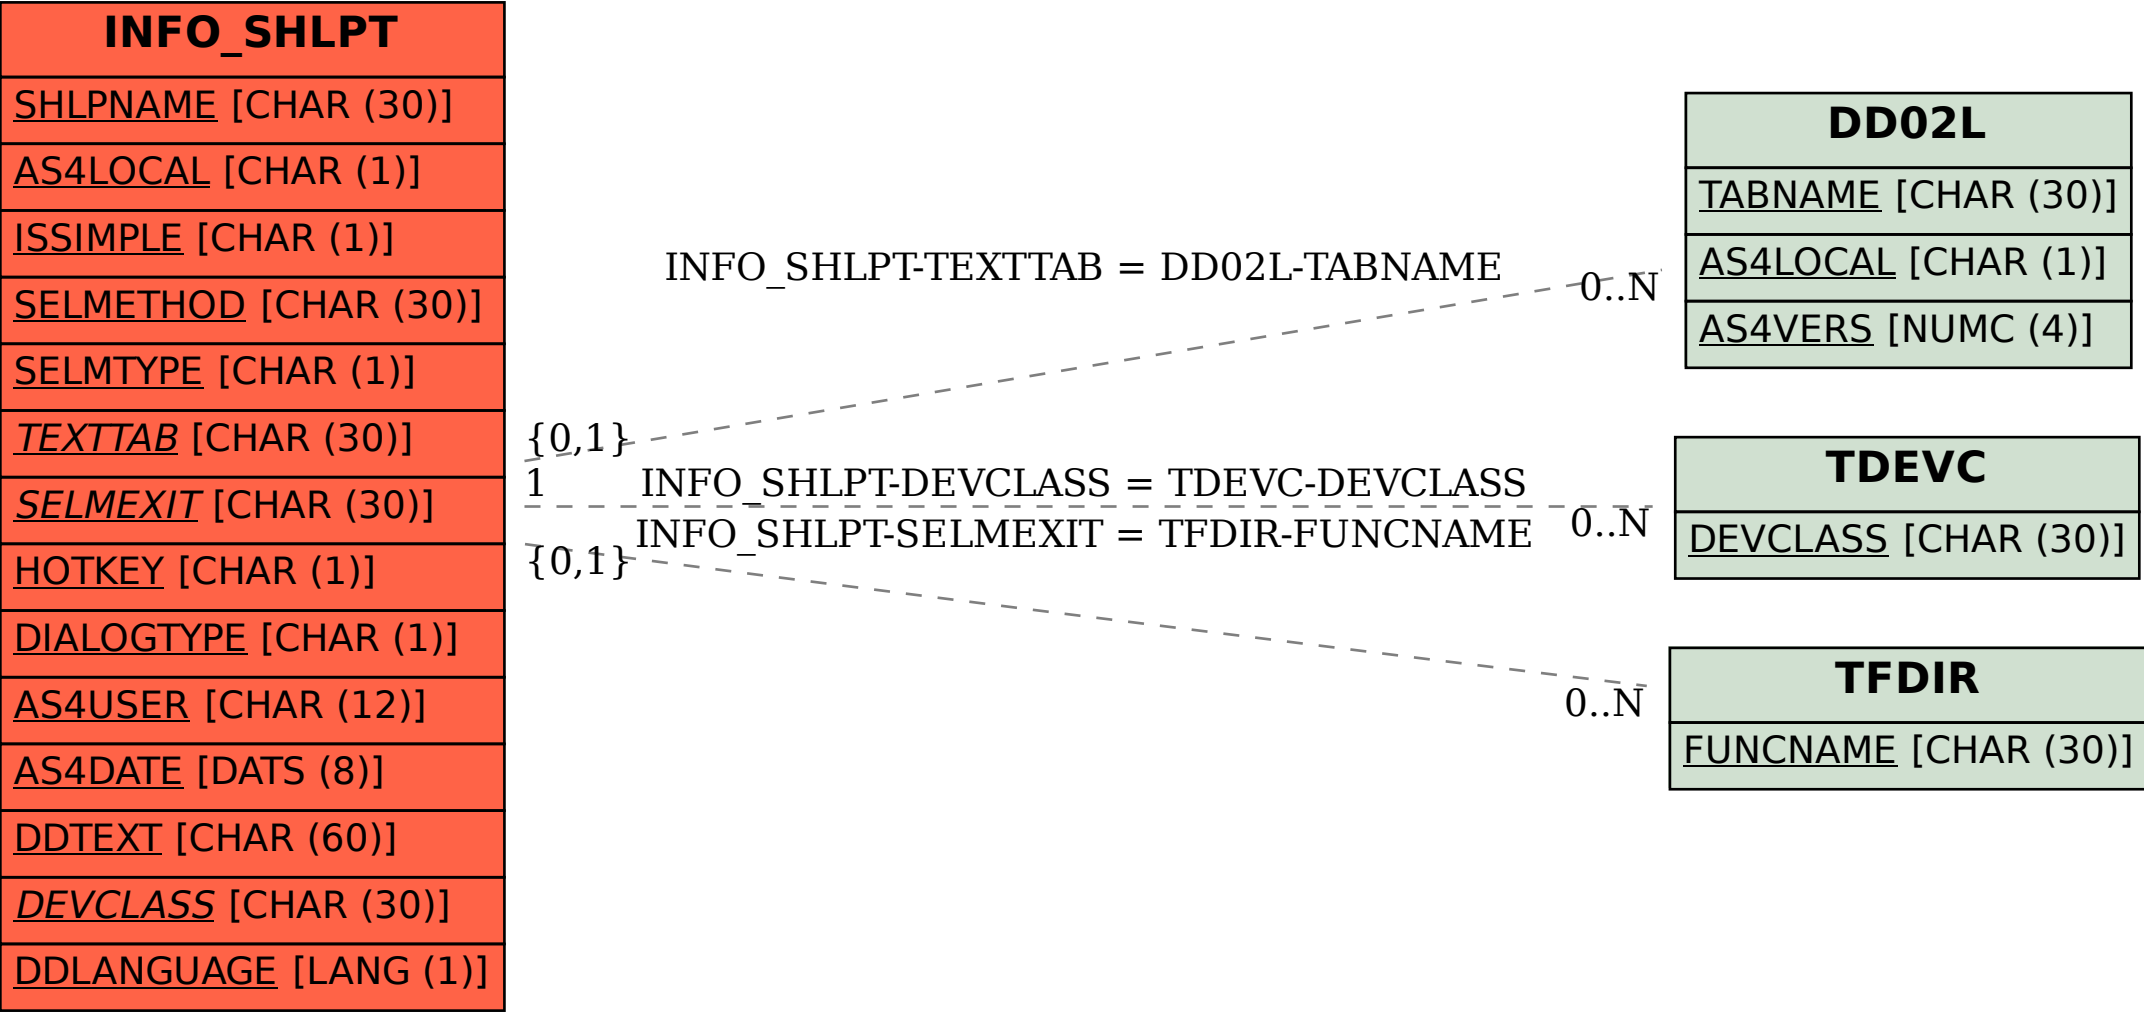 INFO_SHLPT
SHLPNAME [CHAR (30)]
AS4LOCAL [CHAR (1)]
ISSIMPLE [CHAR (1)]
SELMETHOD [CHAR (30)]
SELMTYPE [CHAR (1)]
TEXTTAB [CHAR (30)]
SELMEXIT [CHAR (30)]
HOTKEY [CHAR (1)]
DIALOGTYPE [CHAR (1)]
AS4USER [CHAR (12)]
AS4DATE [DATS (8)]
DDTEXT [CHAR (60)]
DEVCLASS [CHAR (30)]
DDLANGUAGE [LANG (1)]
INFO_SHLPT-TEXTTAB = DD02L-TABNAME
0..N
{0,1}
1
INFO_SHLPT-DEVCLASS = TDEVC-DEVCLASS
0..N
INFO_SHLPT-SELMEXIT = TFDIR-FUNCNAME
{0,1}
0..N
DD02L
TABNAME [CHAR (30)]
AS4LOCAL [CHAR (1)]
AS4VERS [NUMC (4)]
TDEVC
DEVCLASS [CHAR (30)]
TFDIR
FUNCNAME [CHAR (30)]